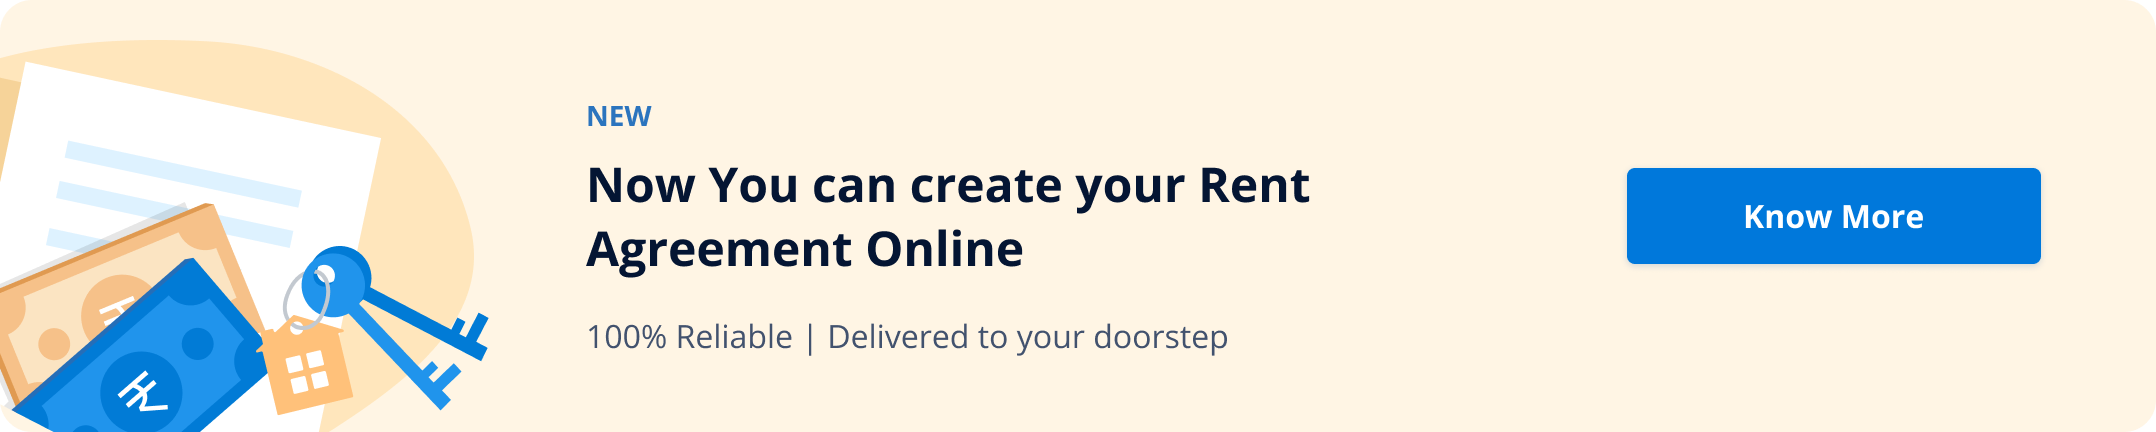 NEW
Now You can create your Rent
Agreement Online
Know More
100% Reliable | Delivered to your doorstep
₹
₹